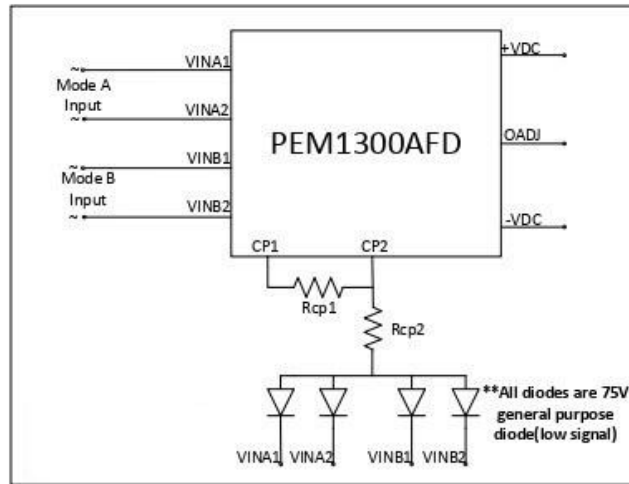 VINA1
~
Mode A
Input
~
VINA2
~
VINB1
Mode B
Input
~
VINB2
PEM1300AFD
+VDC
OADJ
-VDC
CP1
CP2
Rcp1
Rcp2
**All diodes are 75V
general purpose
diode(low signal)
VINA1
VINA2
VINB1
VINB2